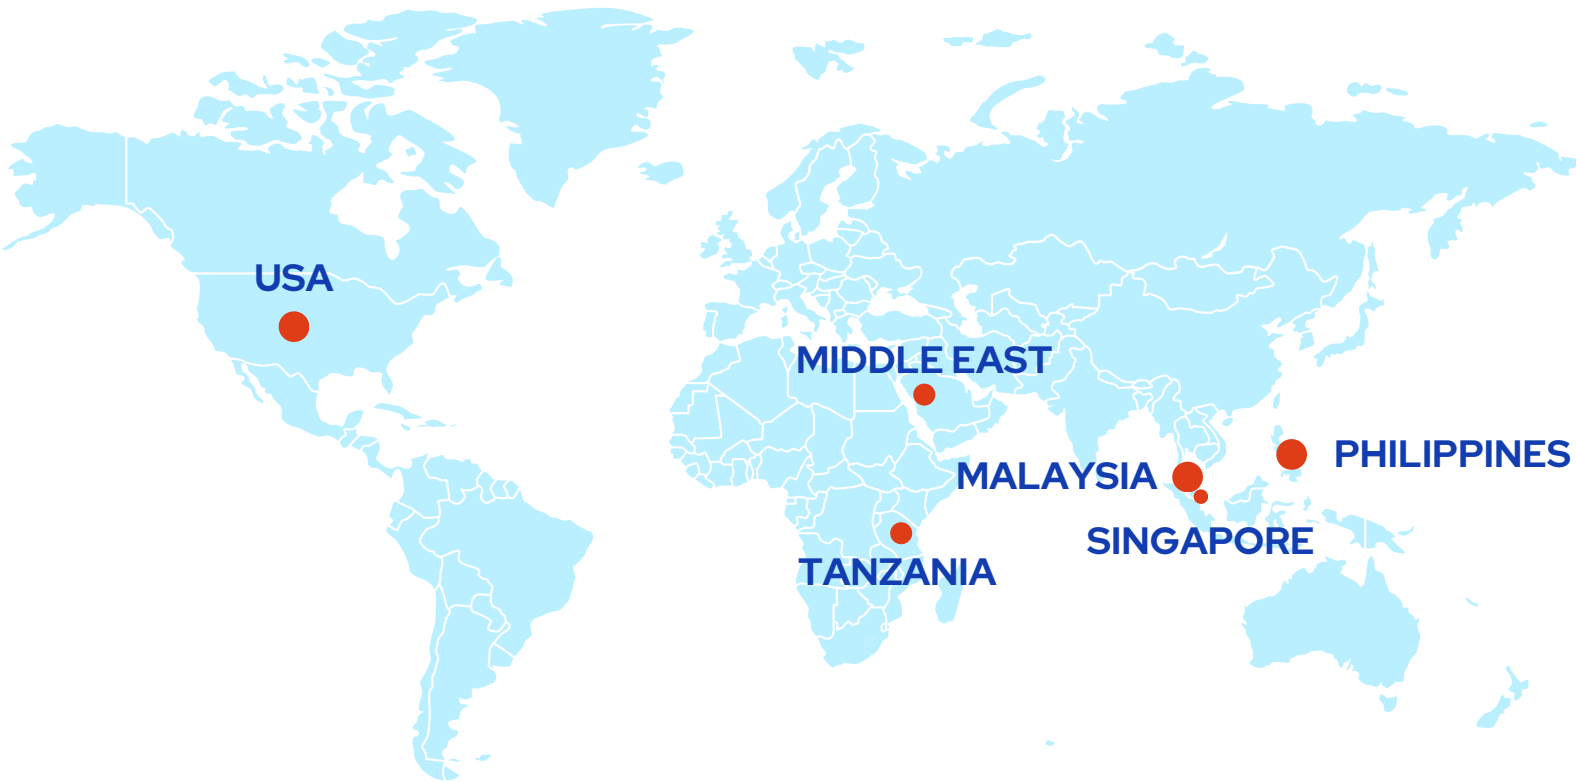 USA
MIDDLE EAST
PHILIPPINES
MALAYSIA
SINGAPORE
TANZANIA